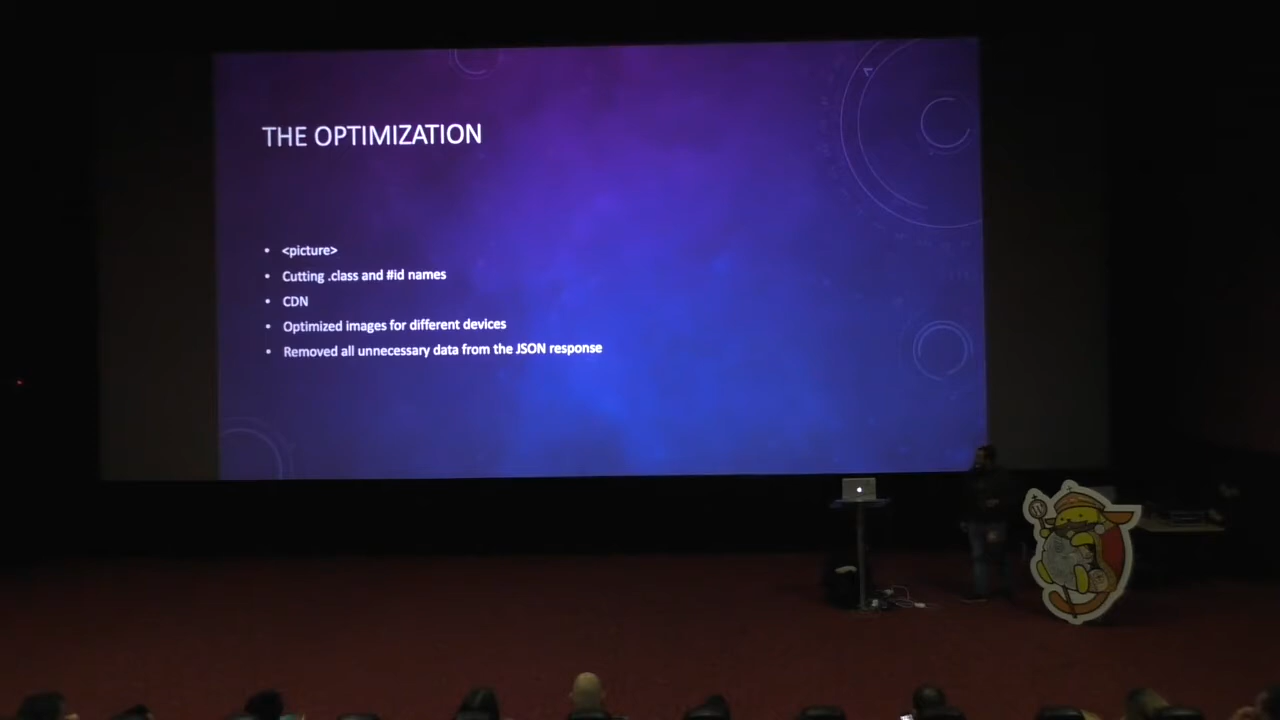 THE OPTIMIZATION
• <picture>
• Cutting .class and #id names
• CDN
• Optimized images for different devices
• Removed all unnecessary data from the JSON response